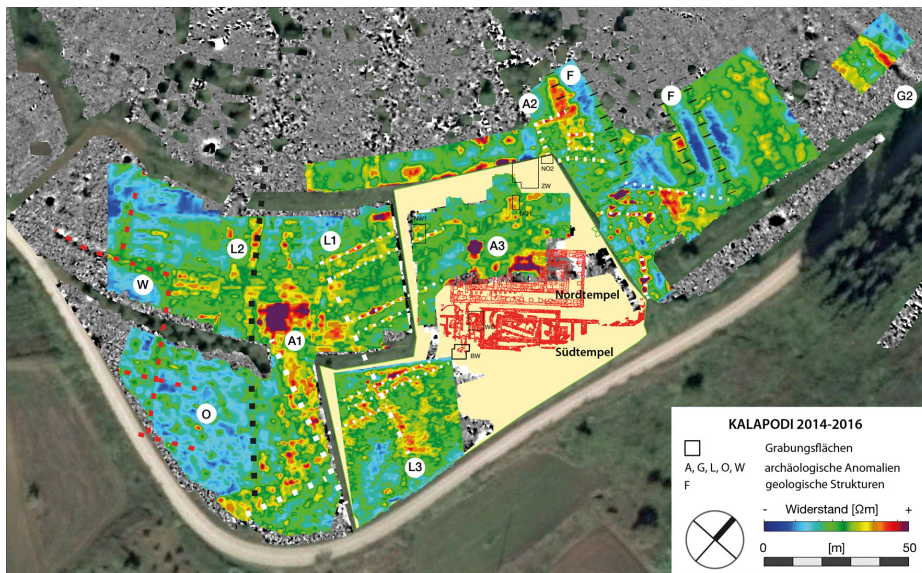 F
F
A2
G2
NO2
ZW
NO1
NW1
L2
L1
A3
W
Nordtempel
A1
Südtempel
BW
O
L3
KALAPODI 2014-2016
Grabungsflächen
A, G, L, O, W archäologische Anomalien
F geologische Strukturen
- Widerstand [Ωm] +
0 [m] 50